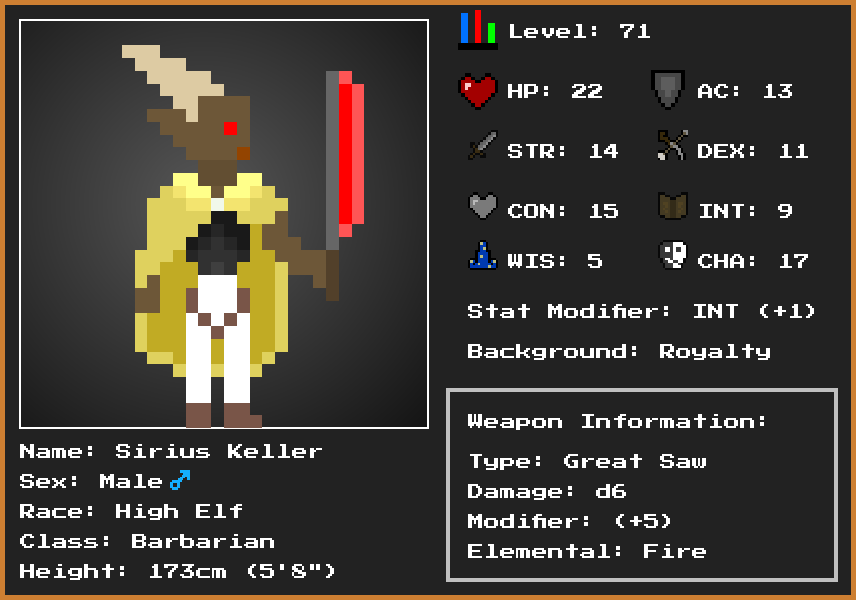 Level: 71
HP: 22
AC: 13
STR: 14
DEX: 11
CON: 15
INT: 9
WIS: 5
CHA: 17
Stat Modifier: INT (+1)
Background: Royalty
Weapon Information:
Type: Great Saw
Damage: d6
Modifier: (+5)
Elemental: Fire
Name: Sirius Keller
Sex: Male♂
Race: High Elf
Class: Barbarian
Height: 173cm (5'8")